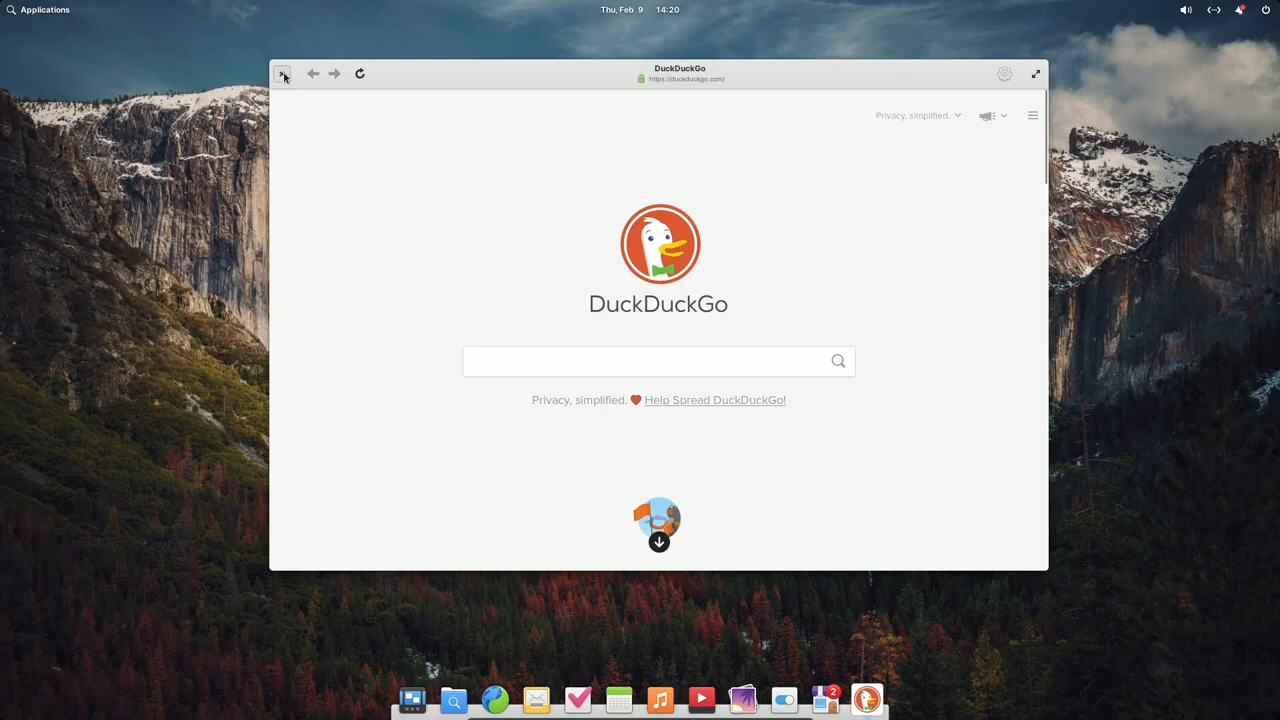 Applications
Thu, Feb 9 14:20
DuckDuckGo
https://duckduckgo.com/
Privacy, simplified.
DuckDuckGo
Privacy, simplified. Help Spread DuckDuckGo!
2